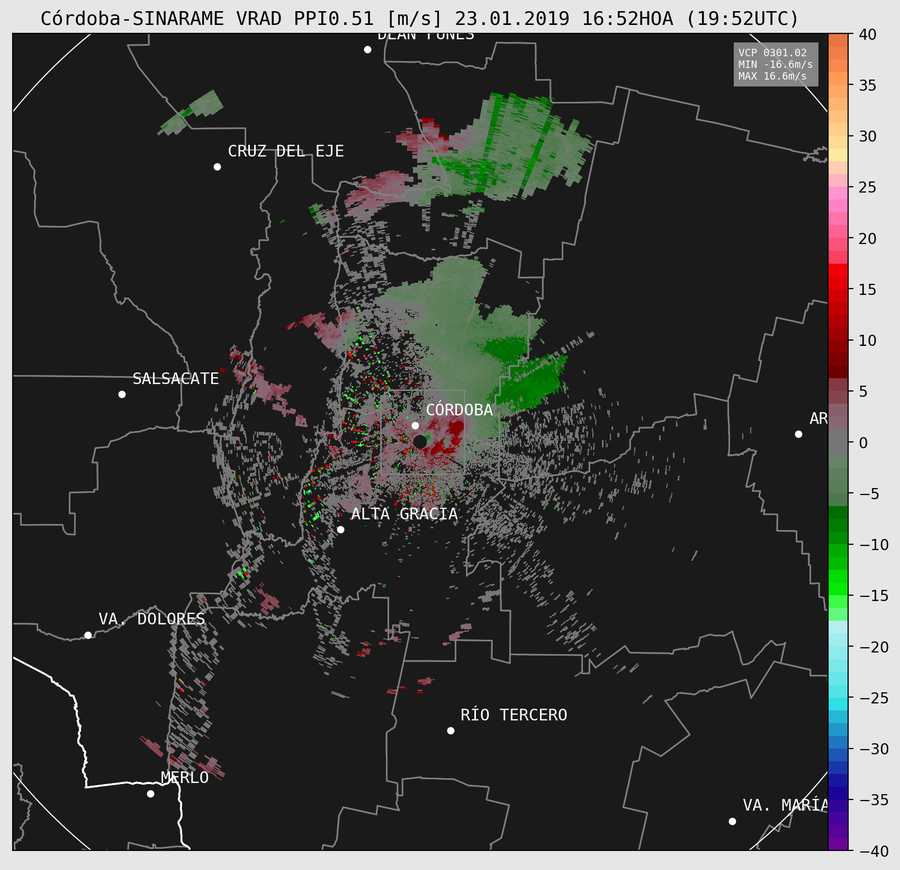 Córdoba-SINARAME VRAD PPI0.51 [m/s] 23.01.2019 16:52HOA (19:52UTC)
DEAN FUNES
VCP 0301.02
MIN -16.6m/s
MAX 16.6m/s
CRUZ DEL EJE
SALSACATE
CÓRDOBA
AR
ALTA GRACIA
VA. DOLORES
RÍO TERCERO
MERLO
VA. MARÍA
40
35
30
25
20
15
10
5
0
−5
−10
−15
−20
−25
−30
−35
−40